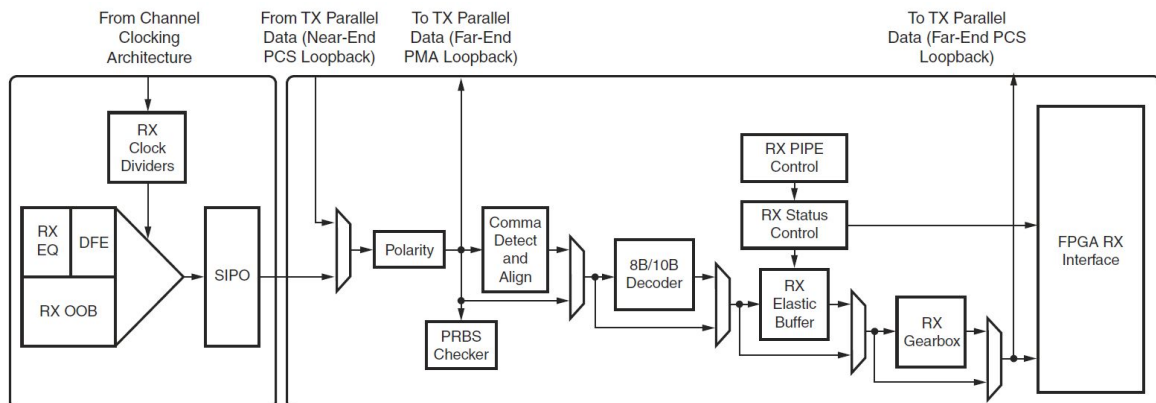 From Channel
Clocking
Architecture
From TX Parallel
Data (Near-End
PCS Loopback)
To TX Parallel
Data (Far-End
PMA Loopback)
To TX Parallel
Data (Far-End PCS
Loopback)
RX
Clock
Dividers
RX
EQ
DFE
RX OOB
SIPO
Polarity
PRBS
Checker
Comma
Detect
and
Align
8B/10B
Decoder
RX PIPE
Control
RX Status
Control
RX
Elastic
Buffer
RX
Gearbox
FPGA RX
Interface